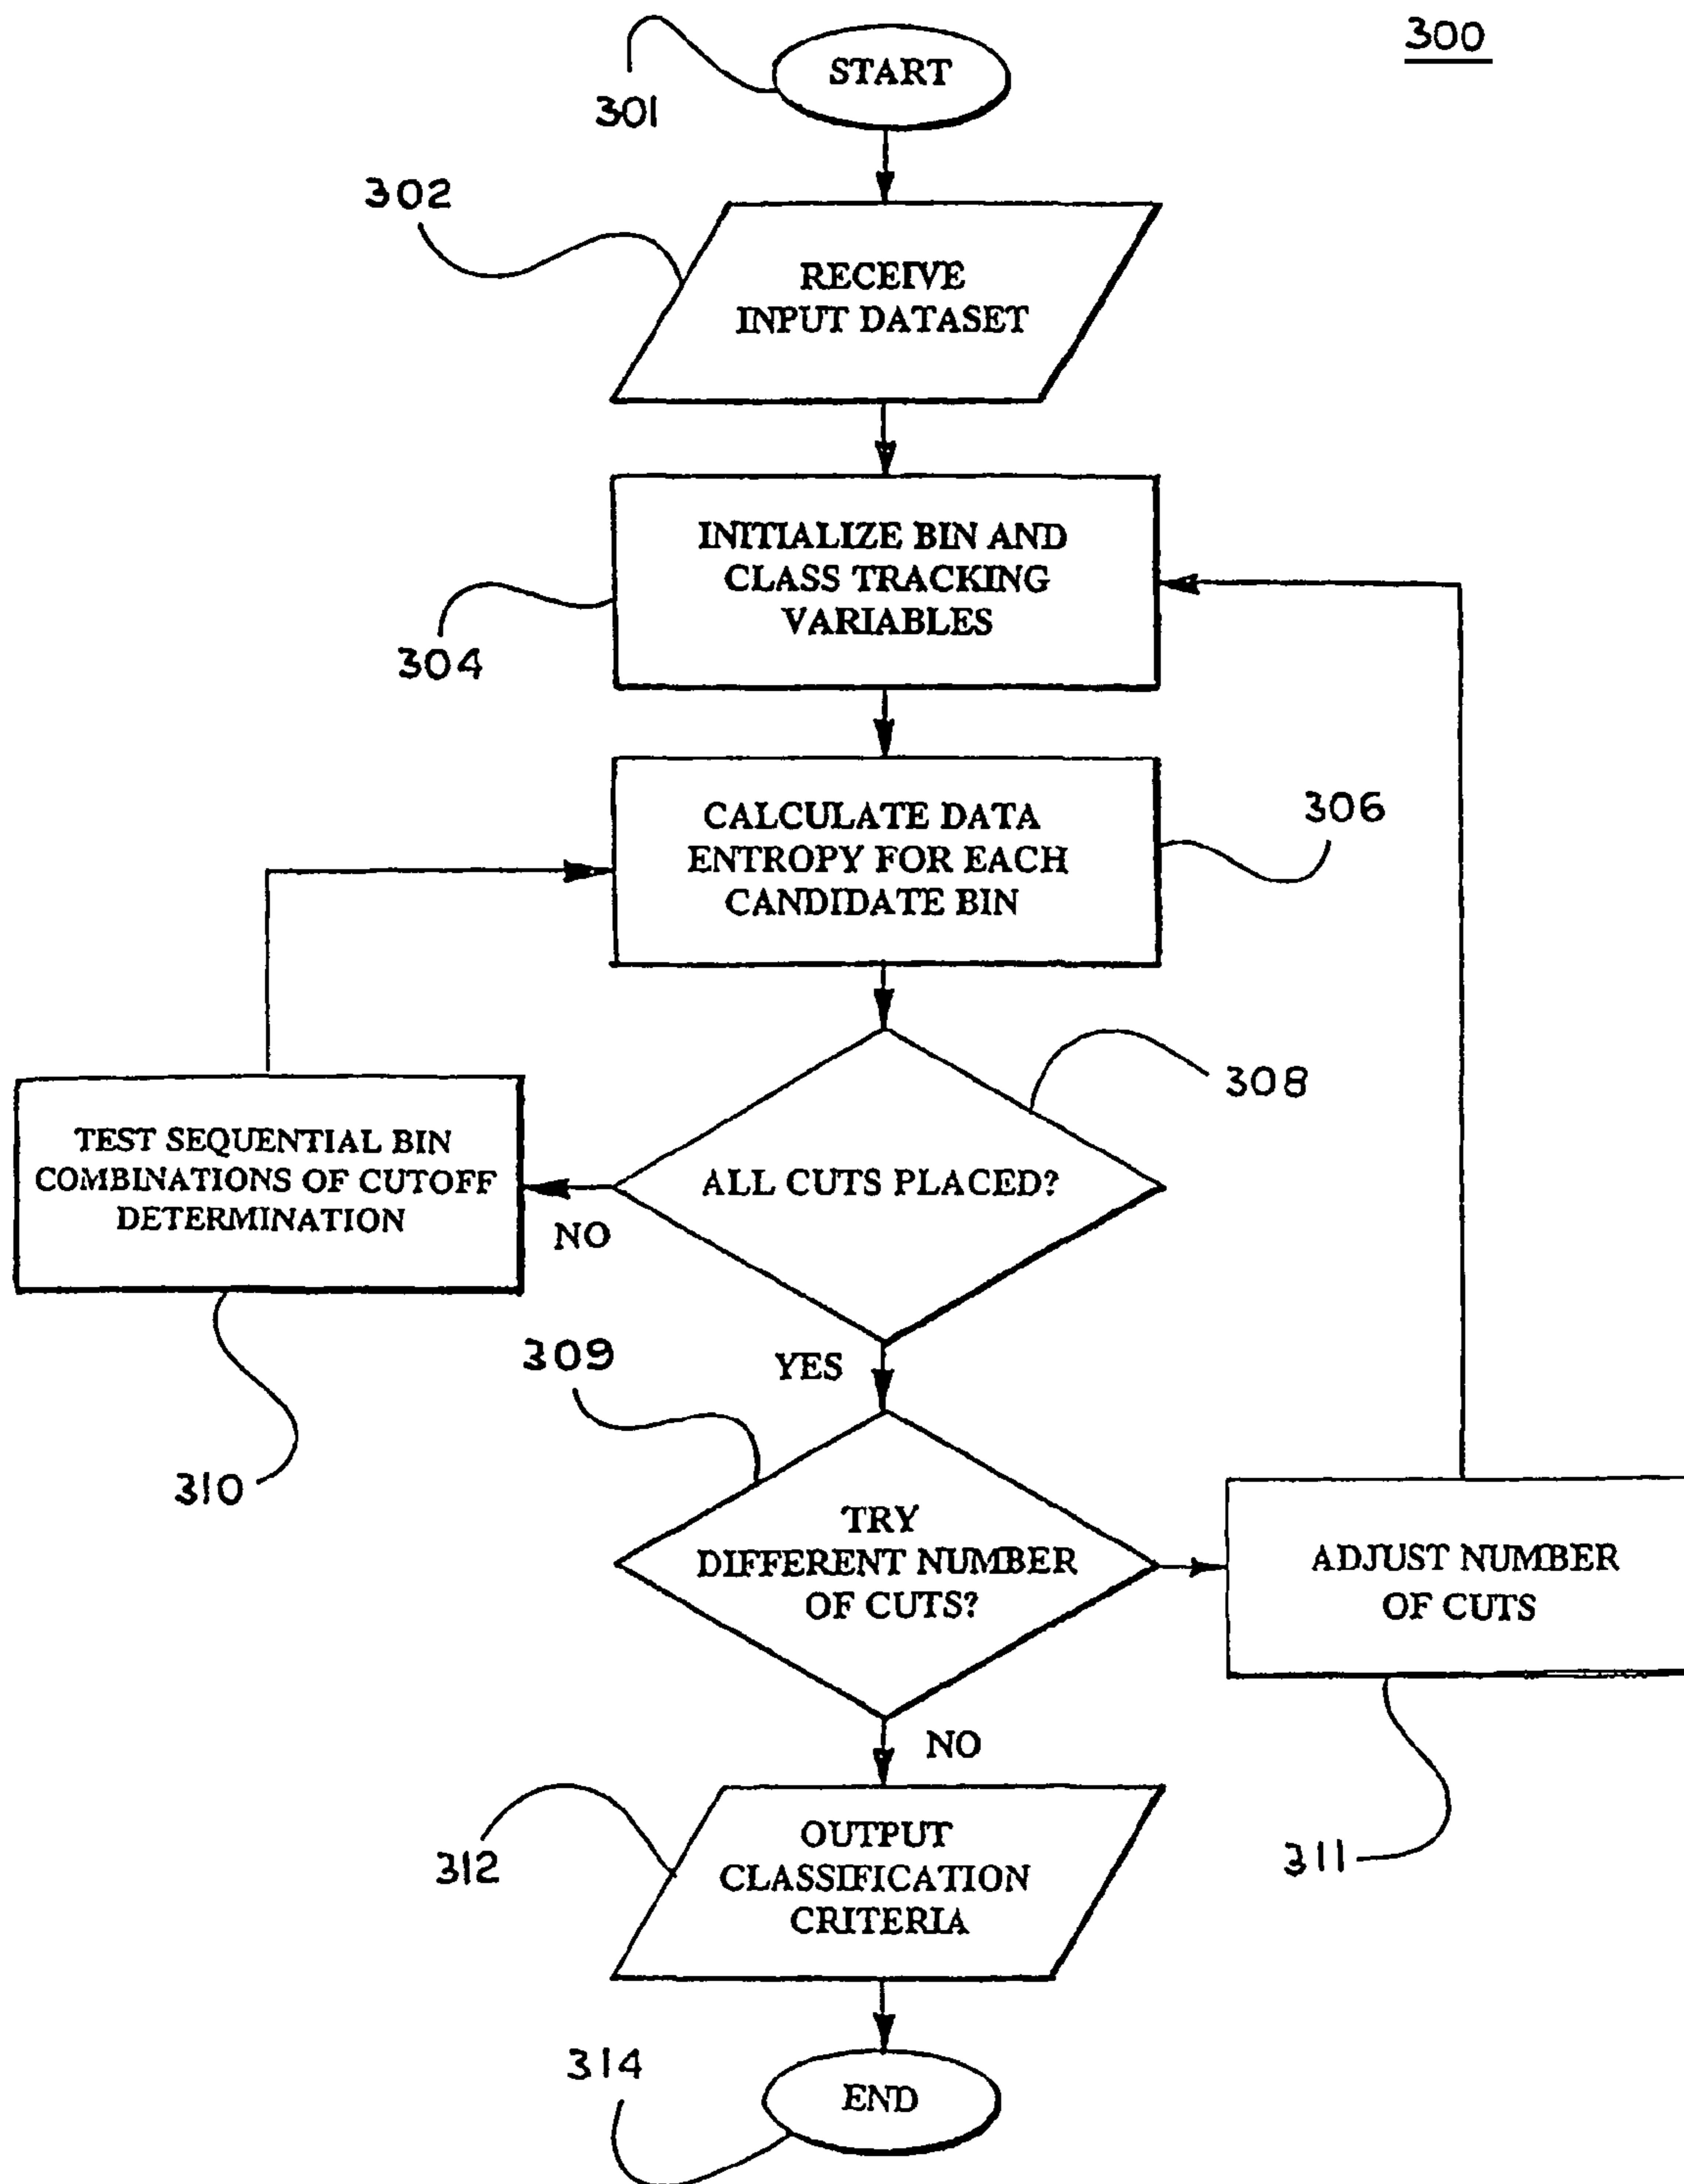 300
START
301
302
RECEIVE
INPUT DATASET
INITIALIZE BIN AND
CLASS TRACKING
VARIABLES
304
CALCULATE DATA
ENTROPY FOR EACH
CANDIDATE BIN
306
308
TEST SEQUENTIAL BIN
COMBINATIONS OF CUTOFF
DETERMINATION
ALL CUTS PLACED?
NO
310
YES
309
TRY
DIFFERENT NUMBER
OF CUTS?
ADJUST NUMBER
OF CUTS
311
NO
312
OUTPUT
CLASSIFICATION
CRITERIA
314
END